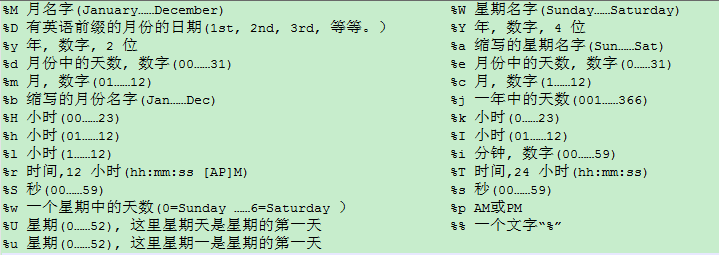 %M 月名字(January……December) %W 星期名字(Sunday……Saturday)
%D 有英语前缀的月份的日期(1st, 2nd, 3rd, 等等。) %Y 年, 数字, 4 位
%y 年, 数字, 2 位 %a 缩写的星期名字(Sun……Sat)
%d 月份中的天数, 数字(00……31) %e 月份中的天数, 数字(0……31)
%m 月, 数字(01……12) %c 月, 数字(1……12)
%b 缩写的月份名字(Jan……Dec) %j 一年中的天数(001……366)
%H 小时(00……23) %k 小时(0……23)
%h 小时(01……12) %I 小时(01……12)
%l 小时(1……12) %i 分钟, 数字(00……59)
%r 时间,12 小时(hh:mm:ss [AP]M) %T 时间,24 小时(hh:mm:ss)
%S 秒(00……59) %s 秒(00……59)
%w 一个星期中的天数(0=Sunday ……6=Saturday ) %p AM或PM
%U 星期(0……52), 这里星期天是星期的第一天 %% 一个文字“%”
%u 星期(0……52), 这里星期一是星期的第一天